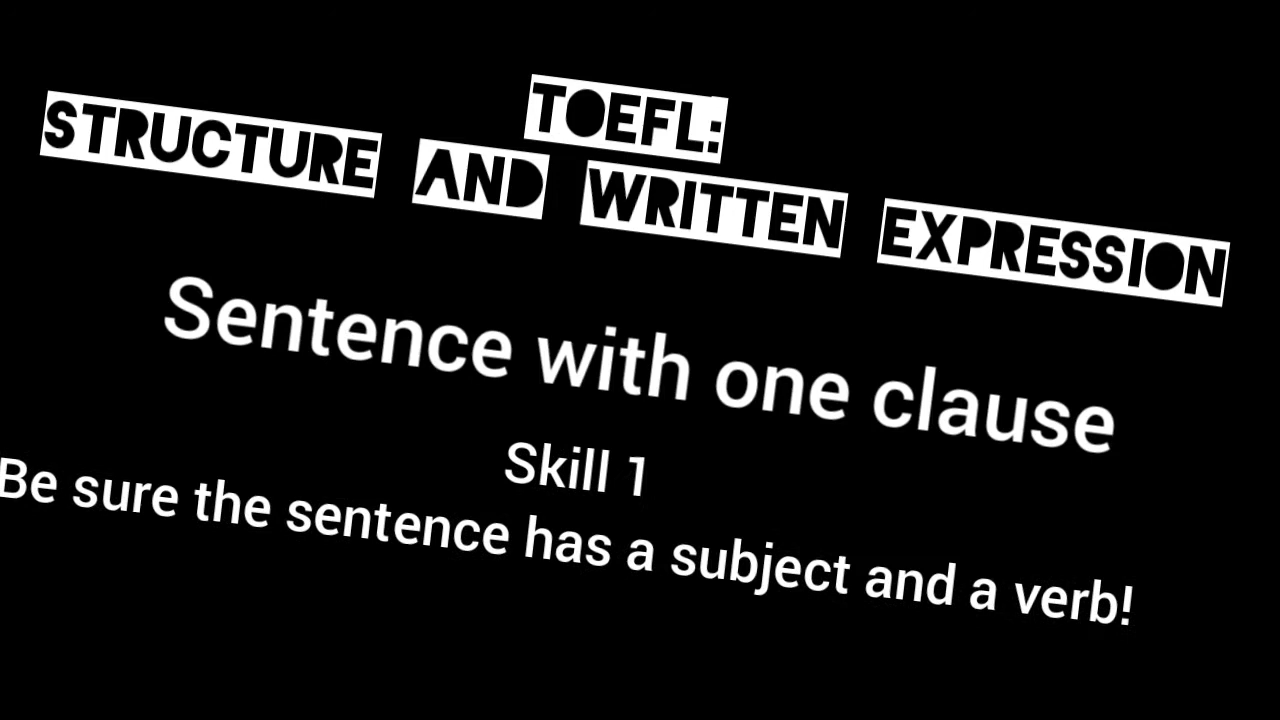 TOEFL:
STRUCTURE AND WRITTEN EXPRESSION
Sentence with one clause
Skill 1
Be sure the sentence has a subject and a verb!